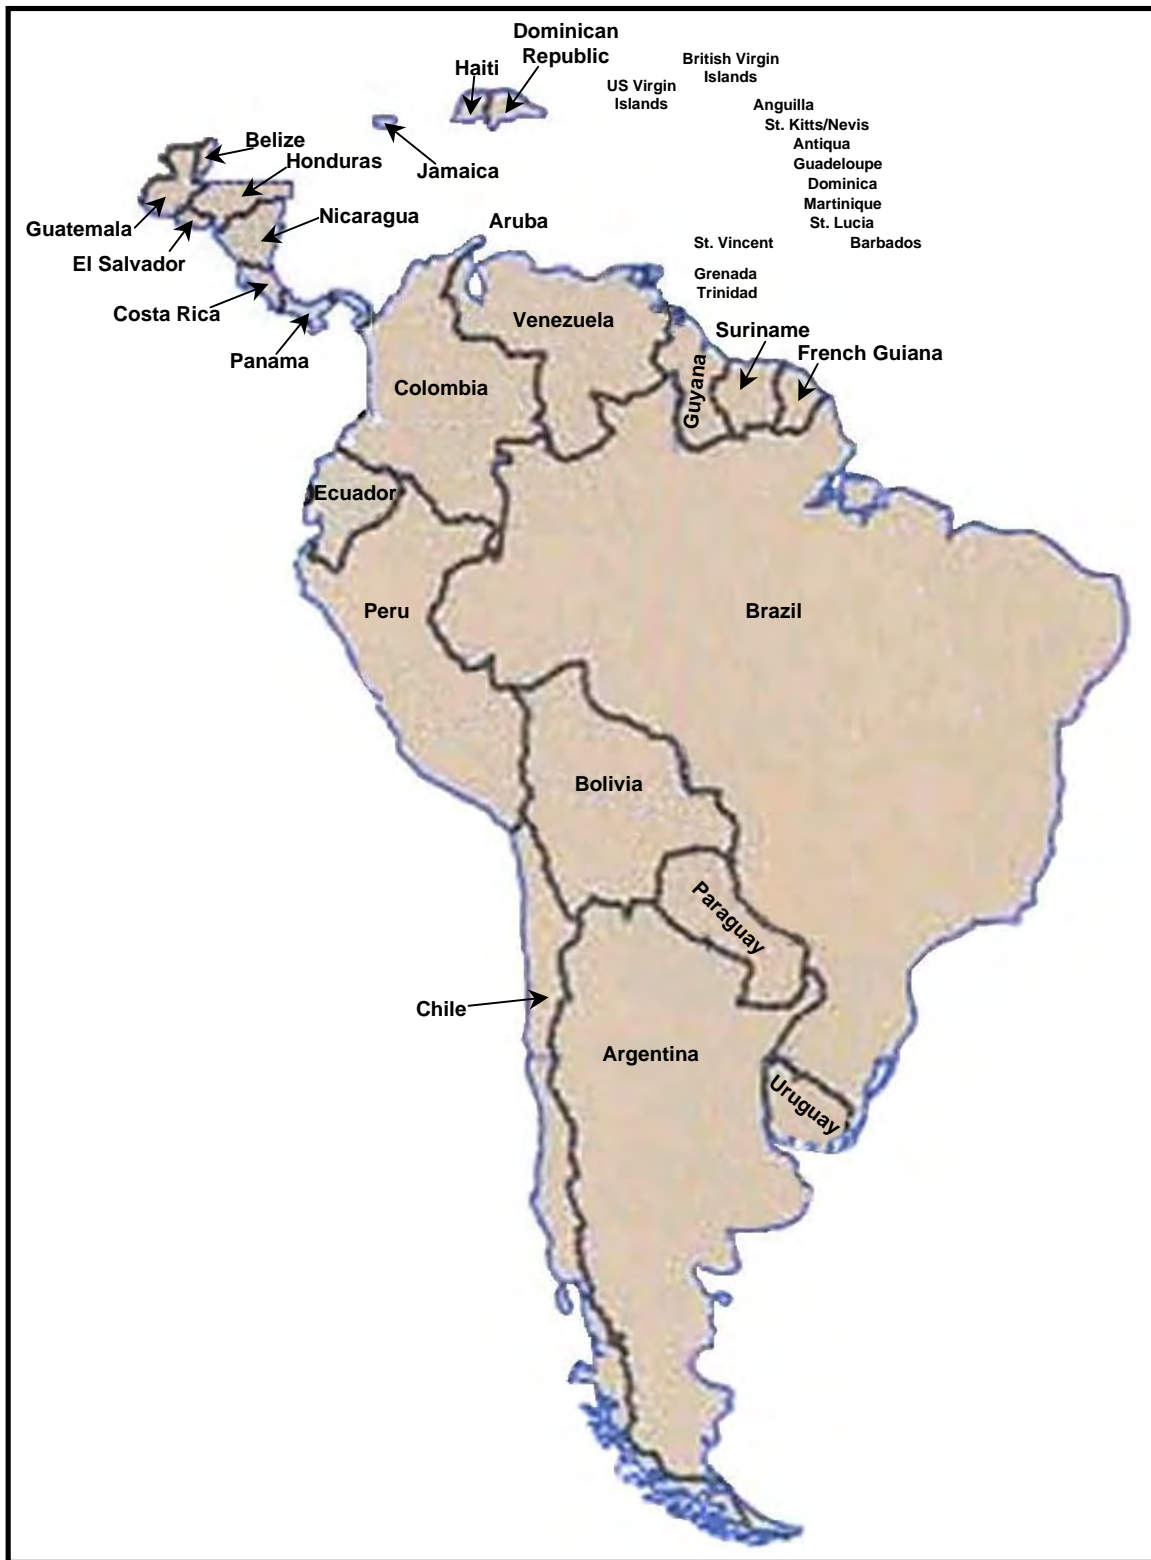 Dominican
Republic
Haiti
British Virgin
Islands
US Virgin
Islands
Anguilla
St. Kitts/Nevis
Antiqua
Guadeloupe
Dominica
Martinique
St. Lucia
Barbados
St. Vincent
Grenada
Trinidad
Belize
Honduras
Jamaica
Guatemala
Nicaragua
El Salvador
Aruba
Costa Rica
Panama
Venezuela
Suriname
French Guiana
Guyana
Colombia
Ecuador
Peru
Brazil
Bolivia
Paraguay
Chile
Argentina
Uruguay